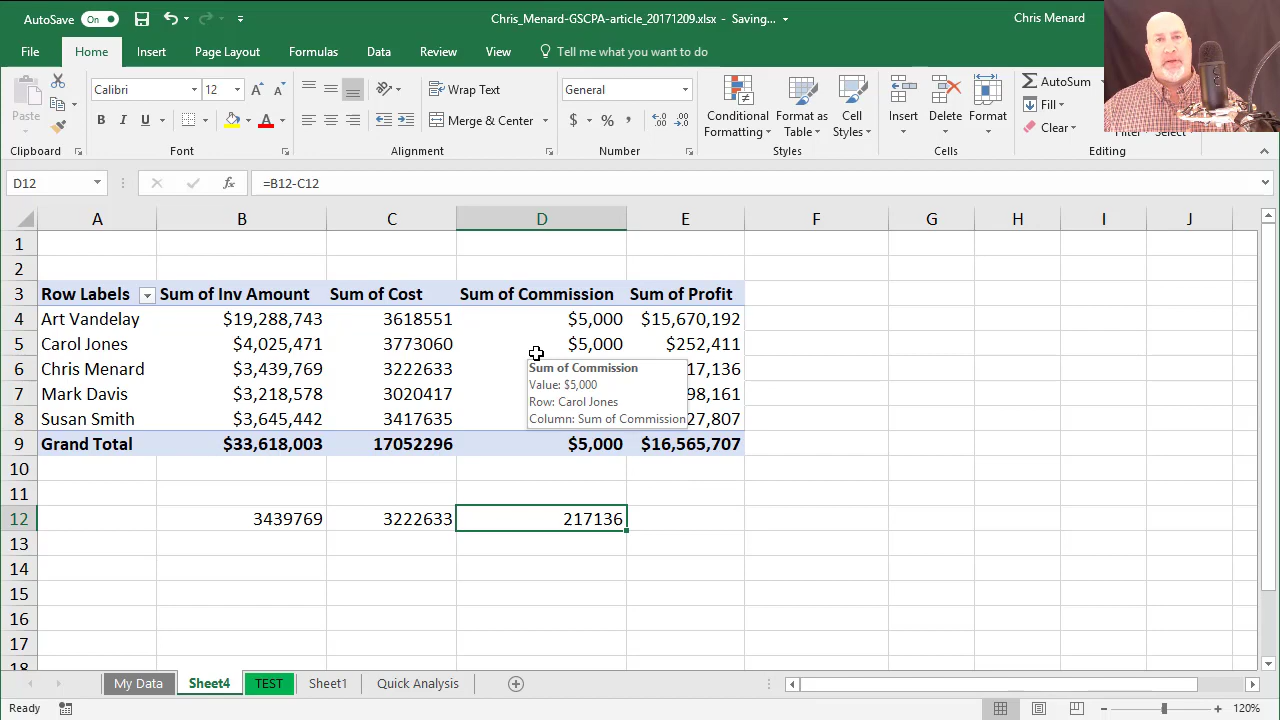 AutoSave On Chris_Menard-GSCPA-article_20171209.xlsx - Saving... Chris Menard
File Home Insert Page Layout Formulas Data Review View Tell me what you want to do
Paste Calibri 12 Wrap Text General Conditional Formatting Format as Table Cell Styles Insert Delete Format AutoSum
B I U A Merge & Center $ % , Fill
Clear
Clipboard Font Alignment Number Styles Cells Editing
D12 fx =B12-C12
A B C D E F G H I J
1
2
3 Row Labels Sum of Inv Amount Sum of Cost Sum of Commission Sum of Profit
4 Art Vandelay $19,288,743 3618551 $5,000 $15,670,192
5 Carol Jones $4,025,471 3773060 $5,000 $252,411
6 Chris Menard $3,439,769 3222633 17,136
7 Mark Davis $3,218,578 3020417 98,161
8 Susan Smith $3,645,442 3417635 27,807
Sum of Commission
Value: $5,000
Row: Carol Jones
Column: Sum of Commission
9 Grand Total $33,618,003 17052296 $5,000 $16,565,707
10
11
12 3439769 3222633 217136
13
14
15
16
17
18
My Data Sheet4 TEST Sheet1 Quick Analysis
Ready 120%